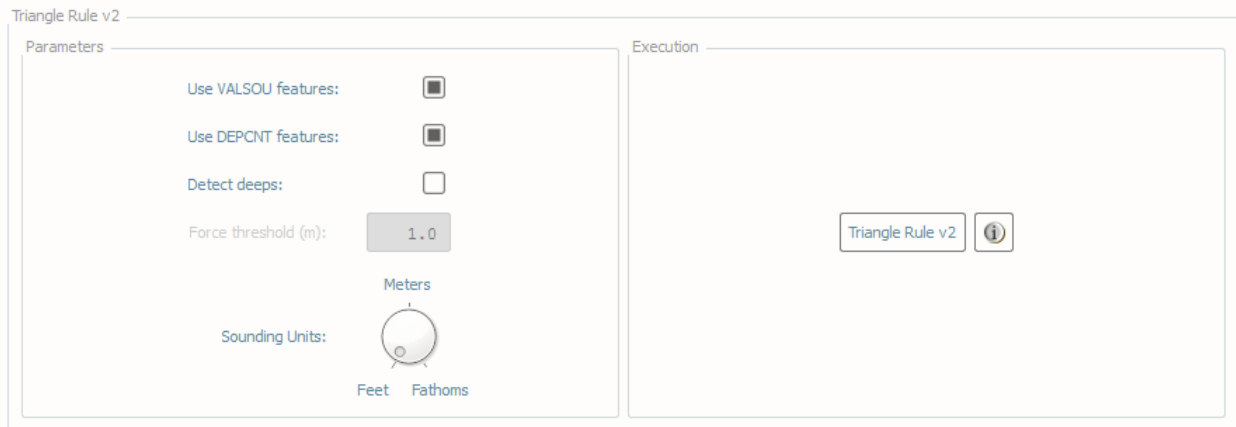 Triangle Rule v2
Parameters
Execution
Use VALSOU features:
Use DEPCNT features:
Detect deeps:
Force threshold (m):
1.0
Triangle Rule v2
Meters
Sounding Units:
Feet
Fathoms